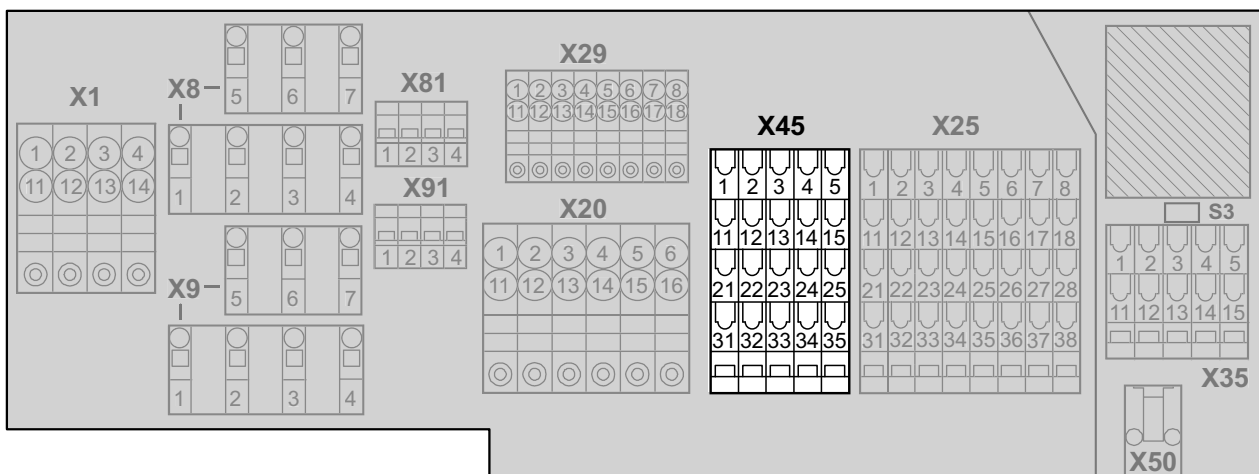 X1
1 2 3 4
11 12 13 14
X8
5 6 7
1 2 3 4
X9
5 6 7
1 2 3 4
X81
1 2 3 4
X91
1 2 3 4
X29
1 2 3 4 5 6 7 8
11 12 13 14 15 16 17 18
X20
1 2 3 4 5 6
11 12 13 14 15 16
X45
1 2 3 4 5
11 12 13 14 15
21 22 23 24 25
31 32 33 34 35
X25
1 2 3 4 5 6 7 8
11 12 13 14 15 16 17 18
21 22 23 24 25 26 27 28
31 32 33 34 35 36 37 38
S3
1 2 3 4 5
11 12 13 14 15
X35
X50